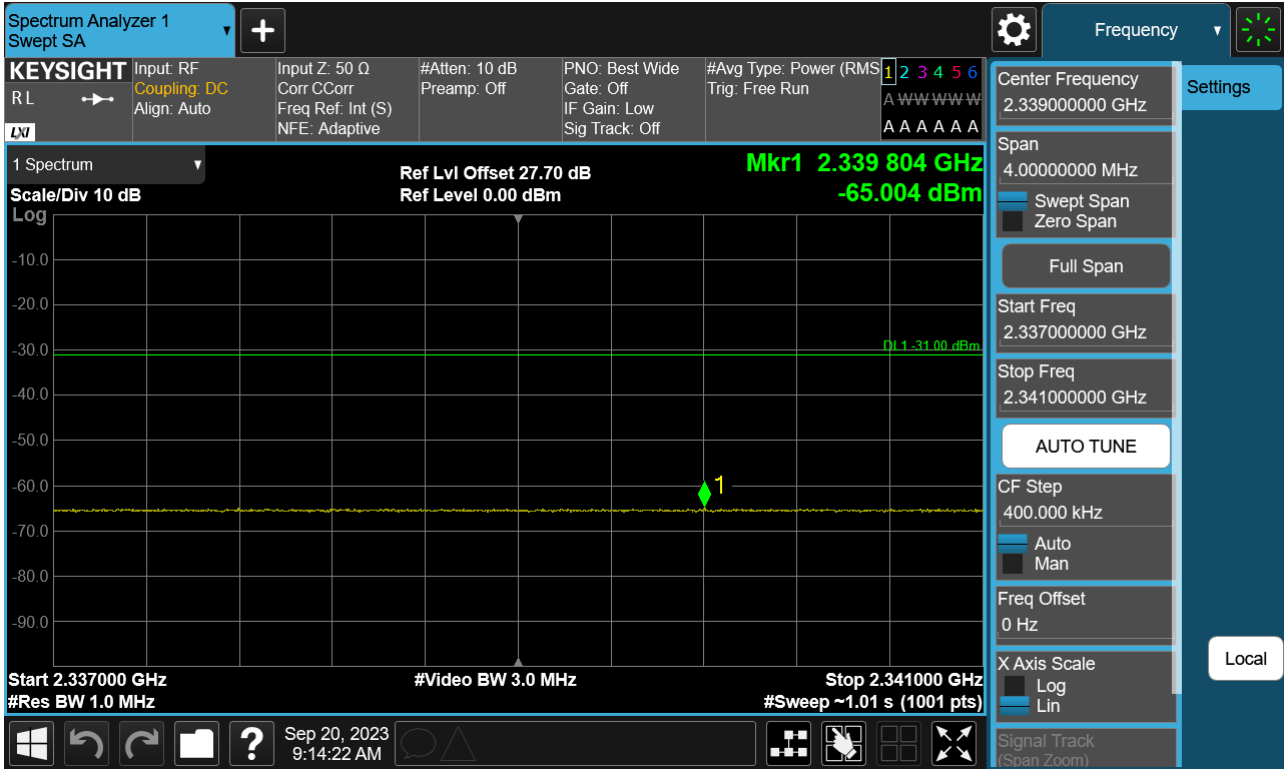 Spectrum Analyzer 1
Swept SA
Frequency
KEYSIGHT
R L
LXI
Input: RF
Coupling: DC
Align: Auto
Input Z: 50 Ω
Corr CCorr
Freq Ref: Int (S)
NFE: Adaptive
#Atten: 10 dB
Preamp: Off
PNO: Best Wide
Gate: Off
IF Gain: Low
Sig Track: Off
#Avg Type: Power (RMS
Trig: Free Run
1 2 3 4 5 6
A W W W W W
A A A A A A
1 Spectrum
Scale/Div 10 dB
Log
Ref Lvl Offset 27.70 dB
Ref Level 0.00 dBm
Mkr1 2.339 804 GHz
-65.004 dBm
-10.0
-20.0
-30.0
DL1 -31.00 dBm
-40.0
-50.0
-60.0
1
-70.0
-80.0
-90.0
Start 2.337000 GHz
#Video BW 3.0 MHz
Stop 2.341000 GHz
#Res BW 1.0 MHz
#Sweep ~1.01 s (1001 pts)
Sep 20, 2023
9:14:22 AM
Center Frequency
2.339000000 GHz
Span
4.00000000 MHz
Swept Span
Zero Span
Full Span
Start Freq
2.337000000 GHz
Stop Freq
2.341000000 GHz
AUTO TUNE
CF Step
400.000 kHz
Auto
Man
Freq Offset
0 Hz
X Axis Scale
Log
Lin
Signal Track
(Span Zoom)
Settings
Local